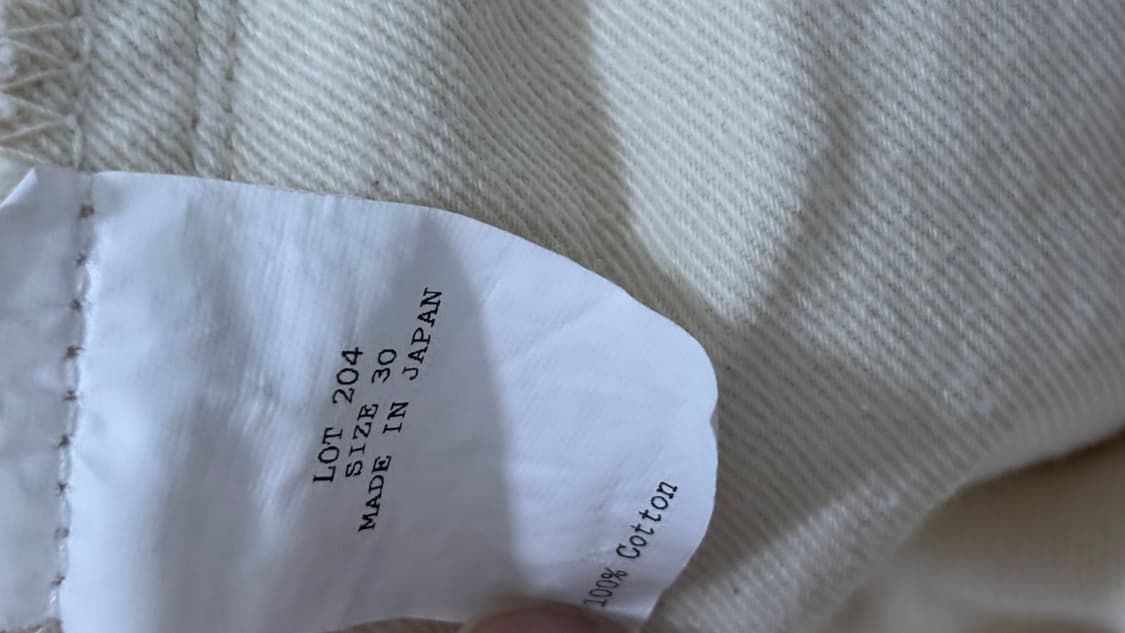 LOT 204
SIZE 30
MADE IN JAPAN
100% Cotton